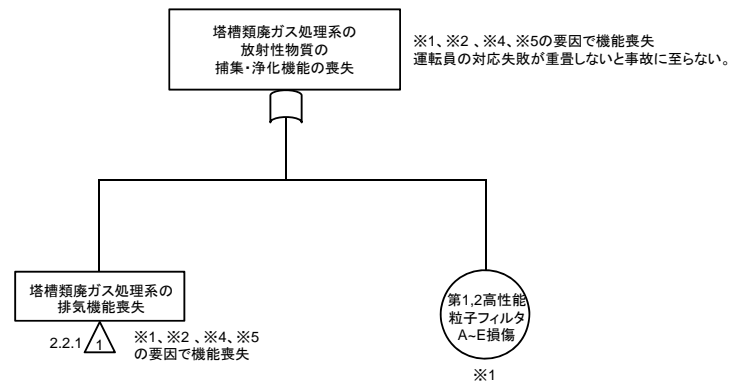 塔槽類廃ガス処理系の
放射性物質の
捕集・浄化機能の喪失
※1、※2 、※4、※5の要因で機能喪失
運転員の対応失敗が重畳しないと事故に至らない。
塔槽類廃ガス処理系の
排気機能喪失
2.2.1 1
※1、※2 、※4、※5
の要因で機能喪失
第1,2高性能
粒子フィルタ
A~E損傷
※1